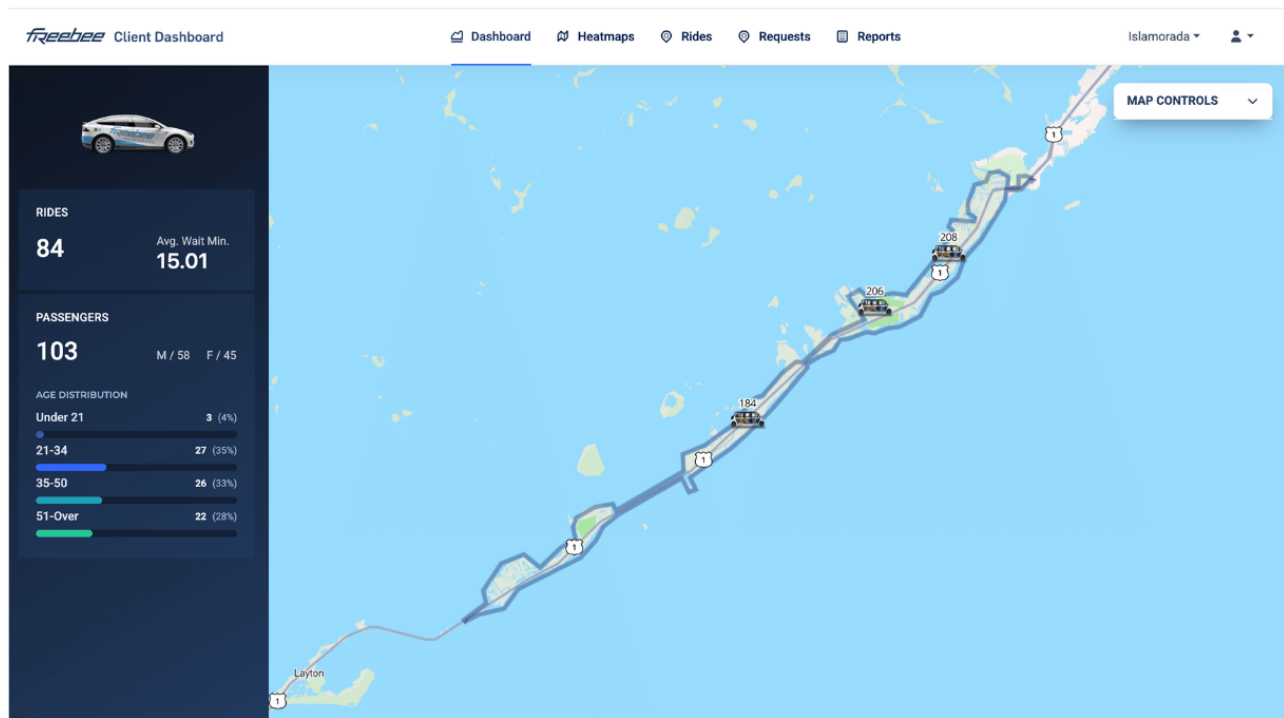 freebee Client Dashboard
Dashboard
Heatmaps
Rides
Requests
Reports
Islamorada
MAP CONTROLS
freebee
RIDES
84
Avg. Wait Min.
15.01
PASSENGERS
103
M / 58
F / 45
AGE DISTRIBUTION
Under 21
3 (4%)
21-34
27 (35%)
35-50
26 (33%)
51-Over
22 (28%)
1
208
1
206
184
1
1
Layton
1